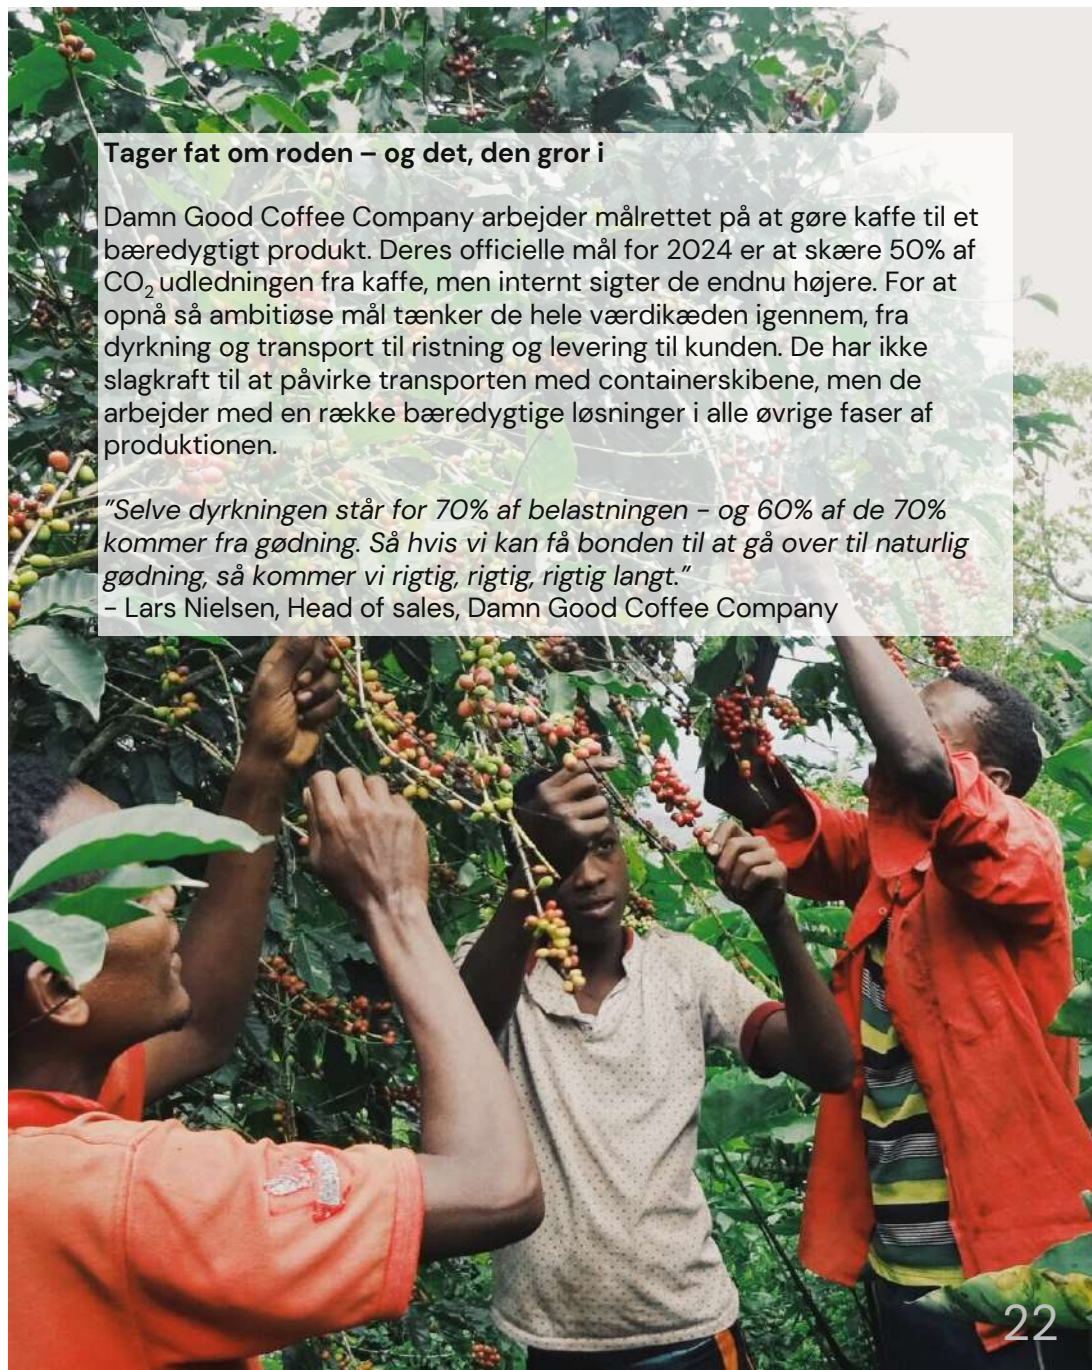 Tager fat om roden – og det, den gror i
Damn Good Coffee Company arbejder målrettet på at gøre kaffe til et
bæredygtigt produkt. Deres officielle mål for 2024 er at skære 50% af
CO₂ udledningen fra kaffe, men internt sigter de endnu højere. For at
opnå så ambitiøse mål tænker de hele værdikæden igennem, fra
dyrkning og transport til ristning og levering til kunden. De har ikke
slagkraft til at påvirke transporten med containerskibene, men de
arbejder med en række bæredygtige løsninger i alle øvrige faser af
produktionen.
”Selve dyrkningen står for 70% af belastningen – og 60% af de 70%
kommer fra gødning. Så hvis vi kan få bonden til at gå over til naturlig
gødning, så kommer vi rigtig, rigtig, rigtig langt.”
– Lars Nielsen, Head of sales, Damn Good Coffee Company
22